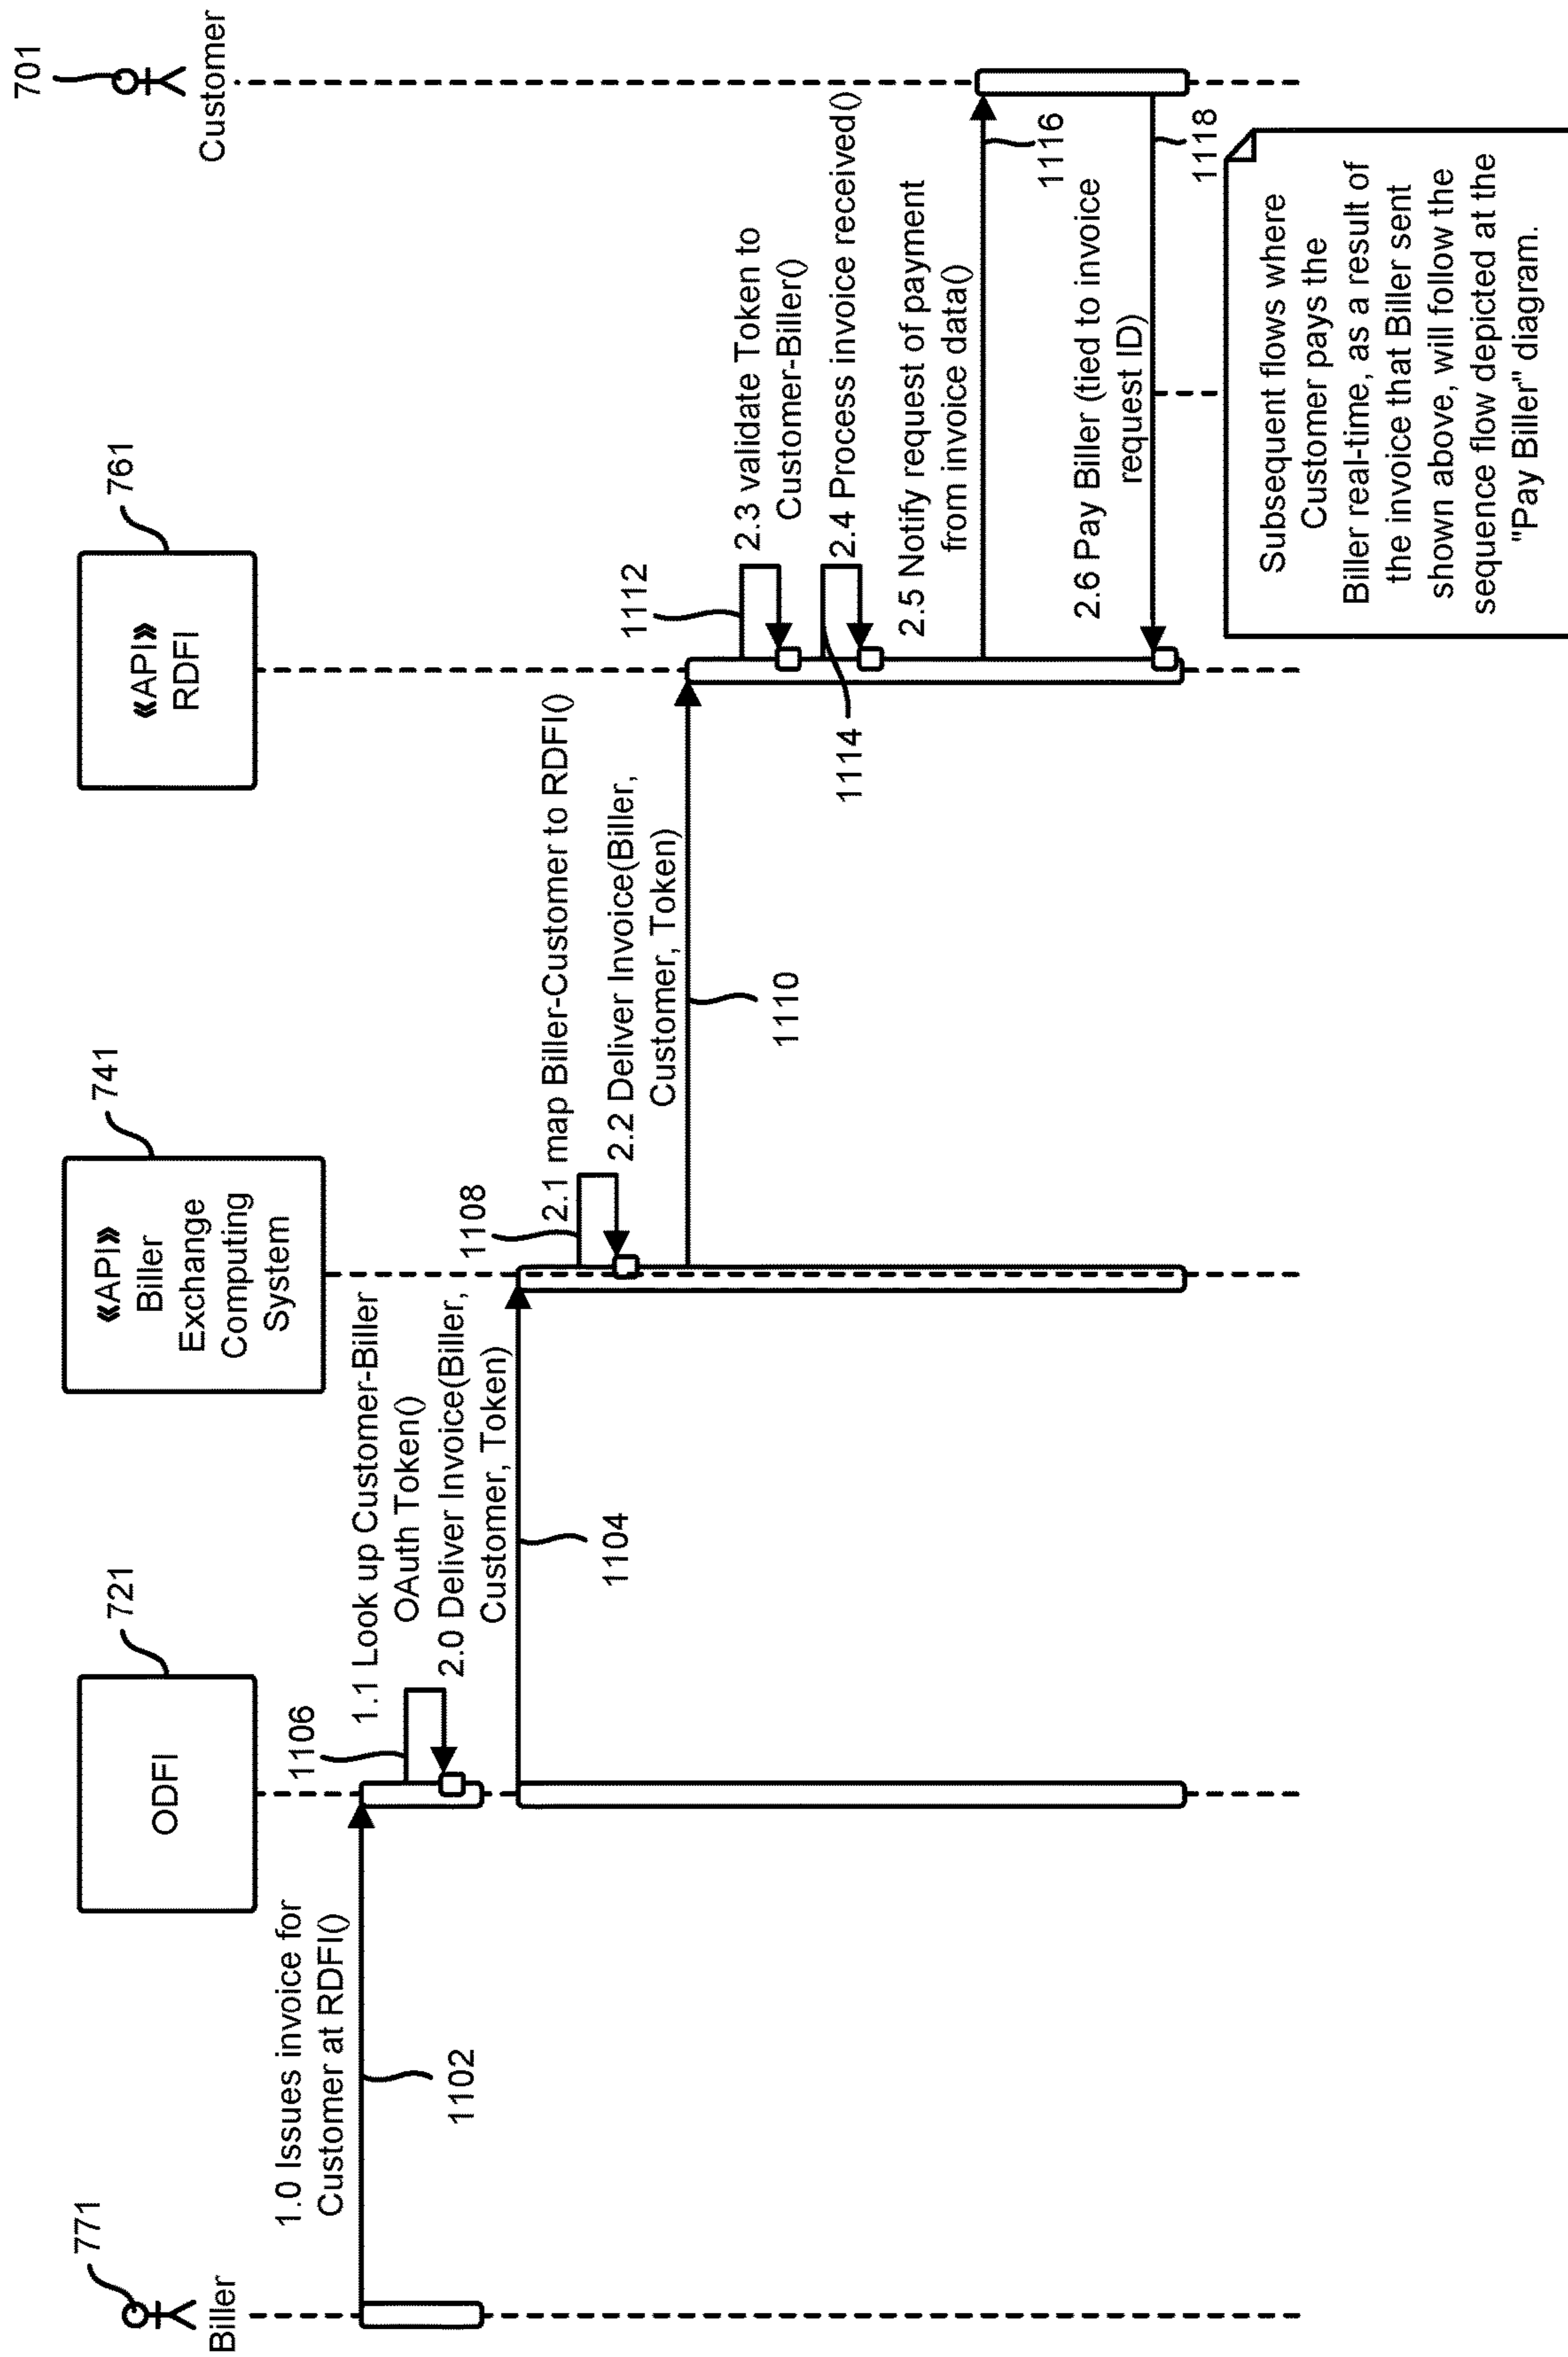 771
Biller
721
ODFI
741
«API»
Biller
Exchange
Computing
System
761
«API»
RDFI
701
Customer
1.0 Issues invoice for
Customer at RDFI()
1102
1106
1.1 Look up Customer-Biller
OAuth Token()
2.0 Deliver Invoice(Biller,
Customer, Token)
1104
1108
2.1 map Biller-Customer to RDFI()
2.2 Deliver Invoice(Biller,
Customer, Token)
1110
1112
2.3 validate Token to
Customer-Biller()
2.4 Process invoice received()
1114
2.5 Notify request of payment
from invoice data()
1116
2.6 Pay Biller (tied to invoice
request ID)
1118
Subsequent flows where
Customer pays the
Biller real-time, as a result of
the invoice that Biller sent
shown above, will follow the
sequence flow depicted at the
"Pay Biller" diagram.